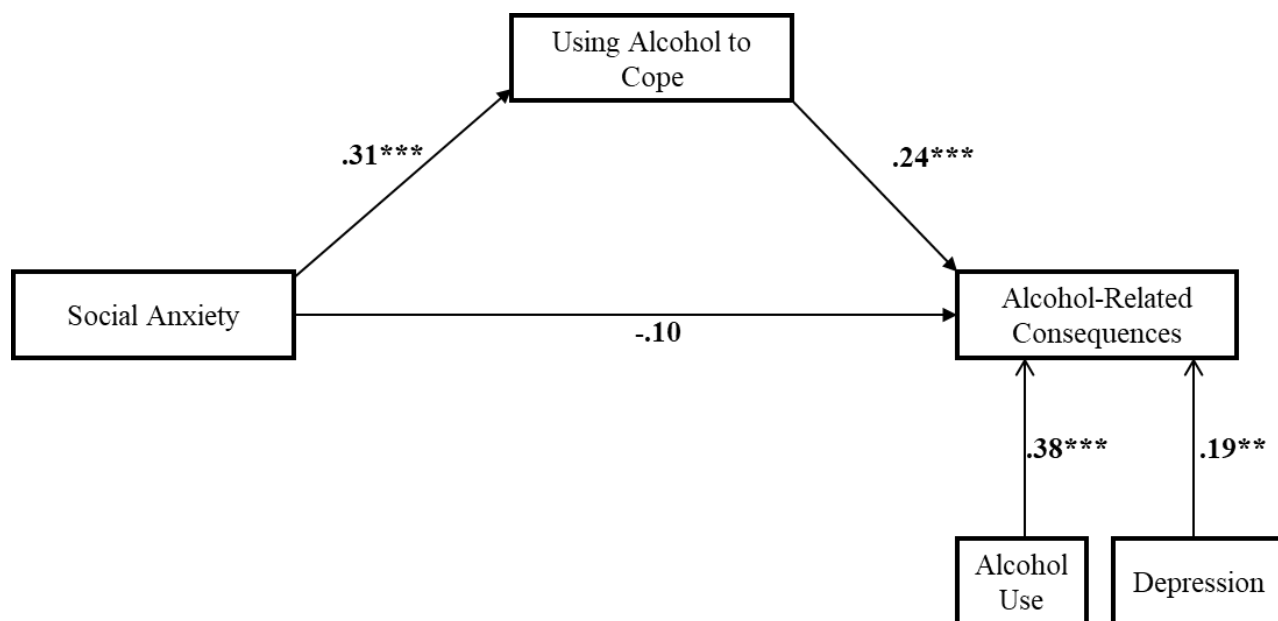 Using Alcohol to
Cope
.31***
.24***
Social Anxiety
Alcohol-Related
Consequences
-.10
.38***
.19**
Alcohol
Use
Depression